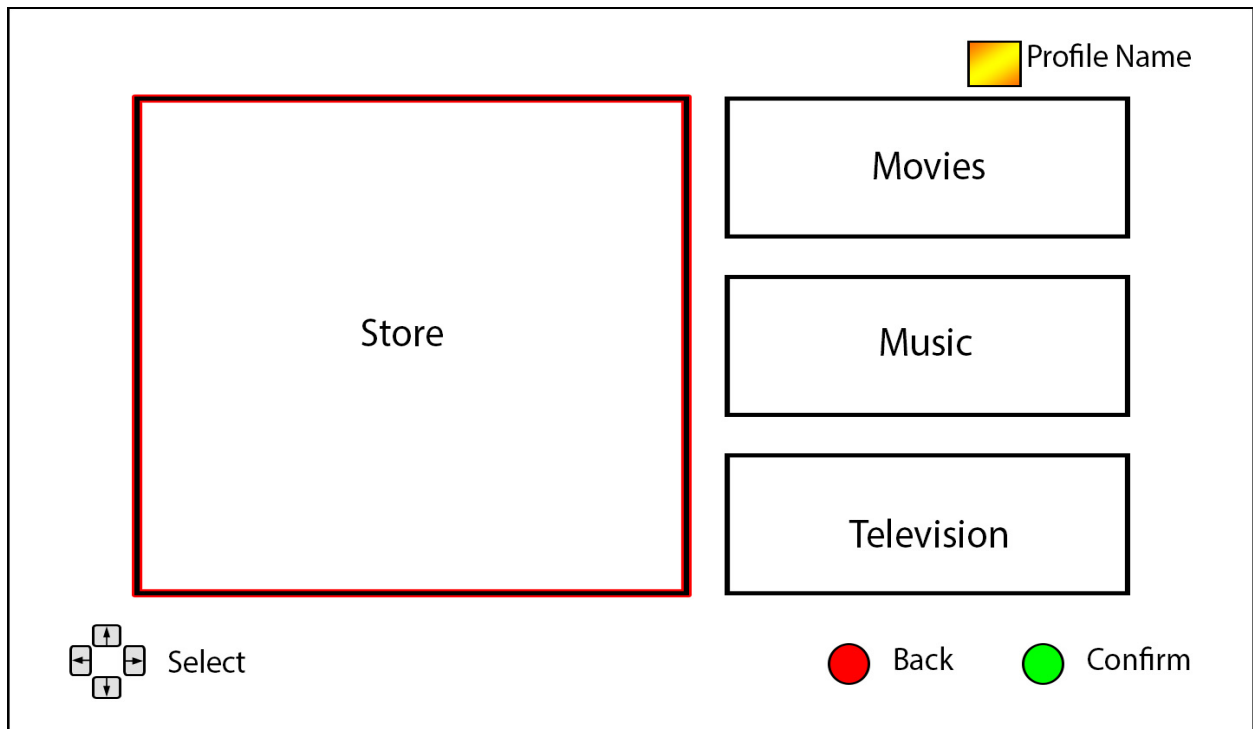 Profile Name
Store
Movies
Music
Television
Select
Back
Confirm